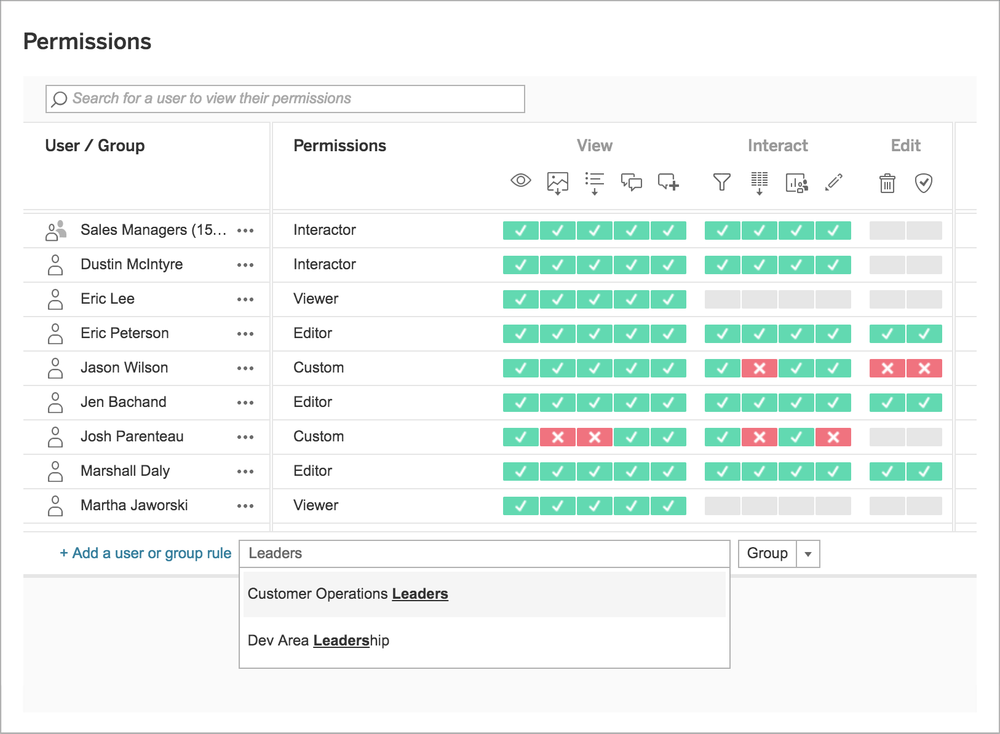 Permissions
Search for a user to view their permissions
User / Group Permissions View Interact Edit
Sales Managers (15... Interactor
Dustin McIntyre Interactor
Eric Lee Viewer
Eric Peterson Editor
Jason Wilson Custom
Jen Bachand Editor
Josh Parenteau Custom
Marshall Daly Editor
Martha Jaworski Viewer
+ Add a user or group rule Leaders Group
Customer Operations Leaders
Dev Area Leadership